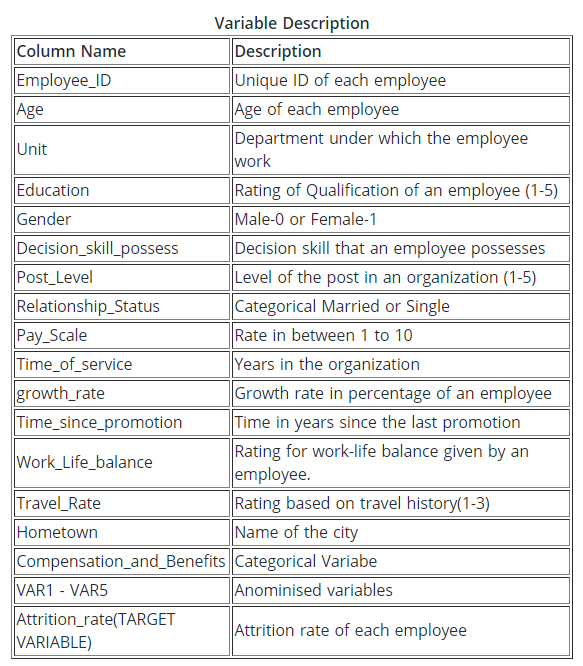 Variable Description
Column Name Description
Employee_ID Unique ID of each employee
Age Age of each employee
Unit Department under which the employee
work
Education Rating of Qualification of an employee (1-5)
Gender Male-0 or Female-1
Decision_skill_possess Decision skill that an employee possesses
Post_Level Level of the post in an organization (1-5)
Relationship_Status Categorical Married or Single
Pay_Scale Rate in between 1 to 10
Time_of_service Years in the organization
growth_rate Growth rate in percentage of an employee
Time_since_promotion Time in years since the last promotion
Work_Life_balance Rating for work-life balance given by an
employee.
Travel_Rate Rating based on travel history(1-3)
Hometown Name of the city
Compensation_and_Benefits Categorical Variabe
VAR1 - VAR5 Anominised variables
Attrition_rate(TARGET
VARIABLE) Attrition rate of each employee